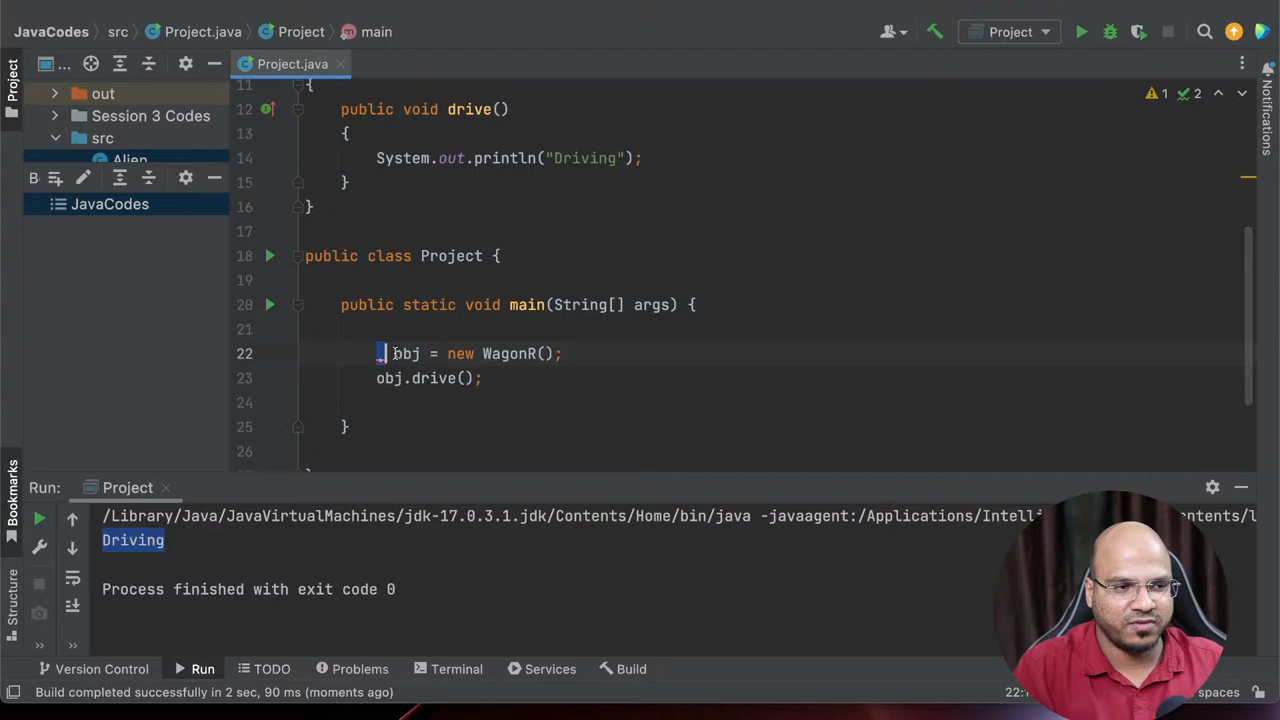 JavaCodes src Project.java Project main
Project
Project
... Project.java
out
Session 3 Codes
src
Alien
JavaCodes
11 {
12 public void drive()
13 {
14 System.out.println("Driving");
15 }
16 }
17
18 public class Project {
19
20 public static void main(String[] args) {
21
22 obj = new WagonR();
23 obj.drive();
24
25 }
26
1 2
Notifications
Bookmarks
Structure
Run: Project
/Library/Java/JavaVirtualMachines/jdk-17.0.3.1.jdk/Contents/Home/bin/java -javaagent:/Applications/Intell
Driving
Process finished with exit code 0
Version Control Run TODO Problems Terminal Services Build
Build completed successfully in 2 sec, 90 ms (moments ago)
spaces